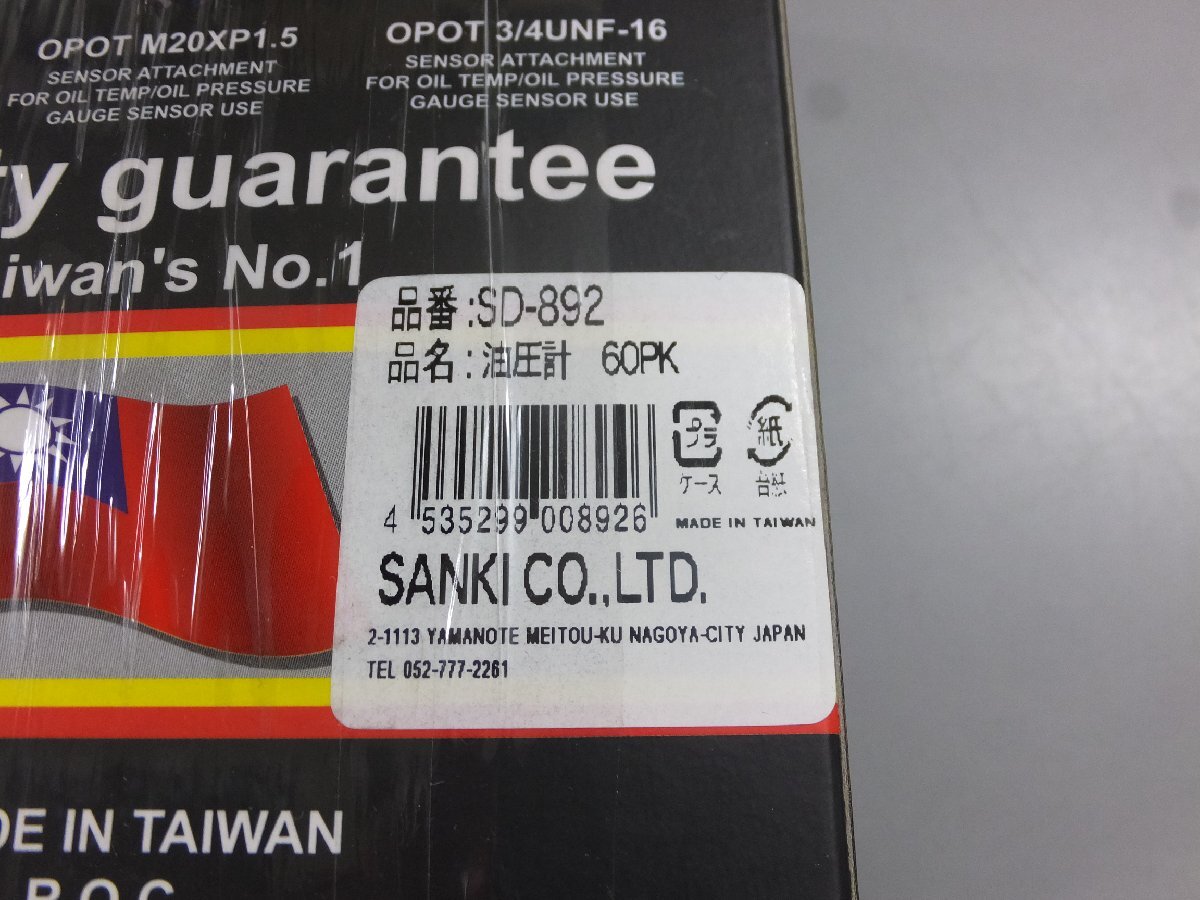 OPOT M20XP1.5
SENSOR ATTACHMENT
FOR OIL TEMP/OIL PRESSURE
GAUGE SENSOR USE
OPOT 3/4UNF-16
SENSOR ATTACHMENT
FOR OIL TEMP/OIL PRESSURE
GAUGE SENSOR USE
ty guarantee
aiwan's No.1
品番:SD-892
品名:油圧計 60PK
プラ
ケース
紙
台紙
4 535299 008926
MADE IN TAIWAN
SANKI CO.,LTD.
2-1113 YAMANOTE MEITOU-KU NAGOYA-CITY JAPAN
TEL 052-777-2261
DE IN TAIWAN
R.O.C